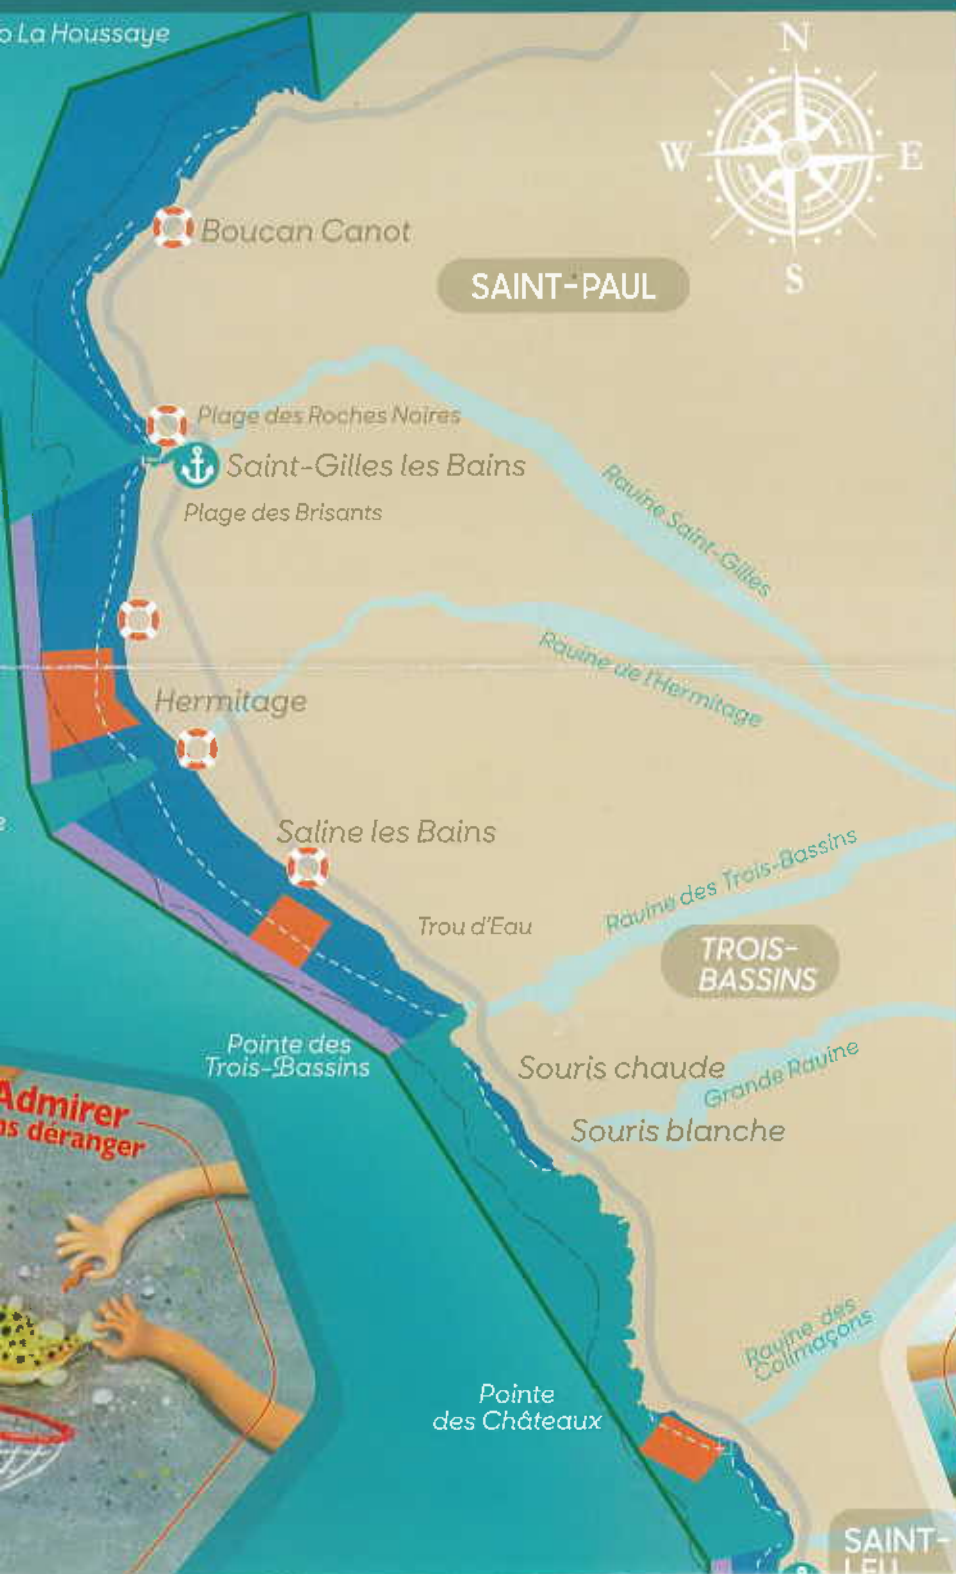 La Houssaye
N
W
E
S
Boucan Canot
SAINT-PAUL
Plage des Roches Noires
Saint-Gilles les Bains
Plage des Brisants
Ravine Saint-Gilles
Ravine de l'Hermitage
Hermitage
Saline les Bains
Ravine des Trois-Bassins
Trou d'Eau
TROIS-
BASSINS
Pointe des
Trois-Bassins
Souris chaude
Grande Ravine
Souris blanche
Admirer
déranger
Ravine des
Colimaçons
Pointe
des Châteaux
SAINT-
LEU